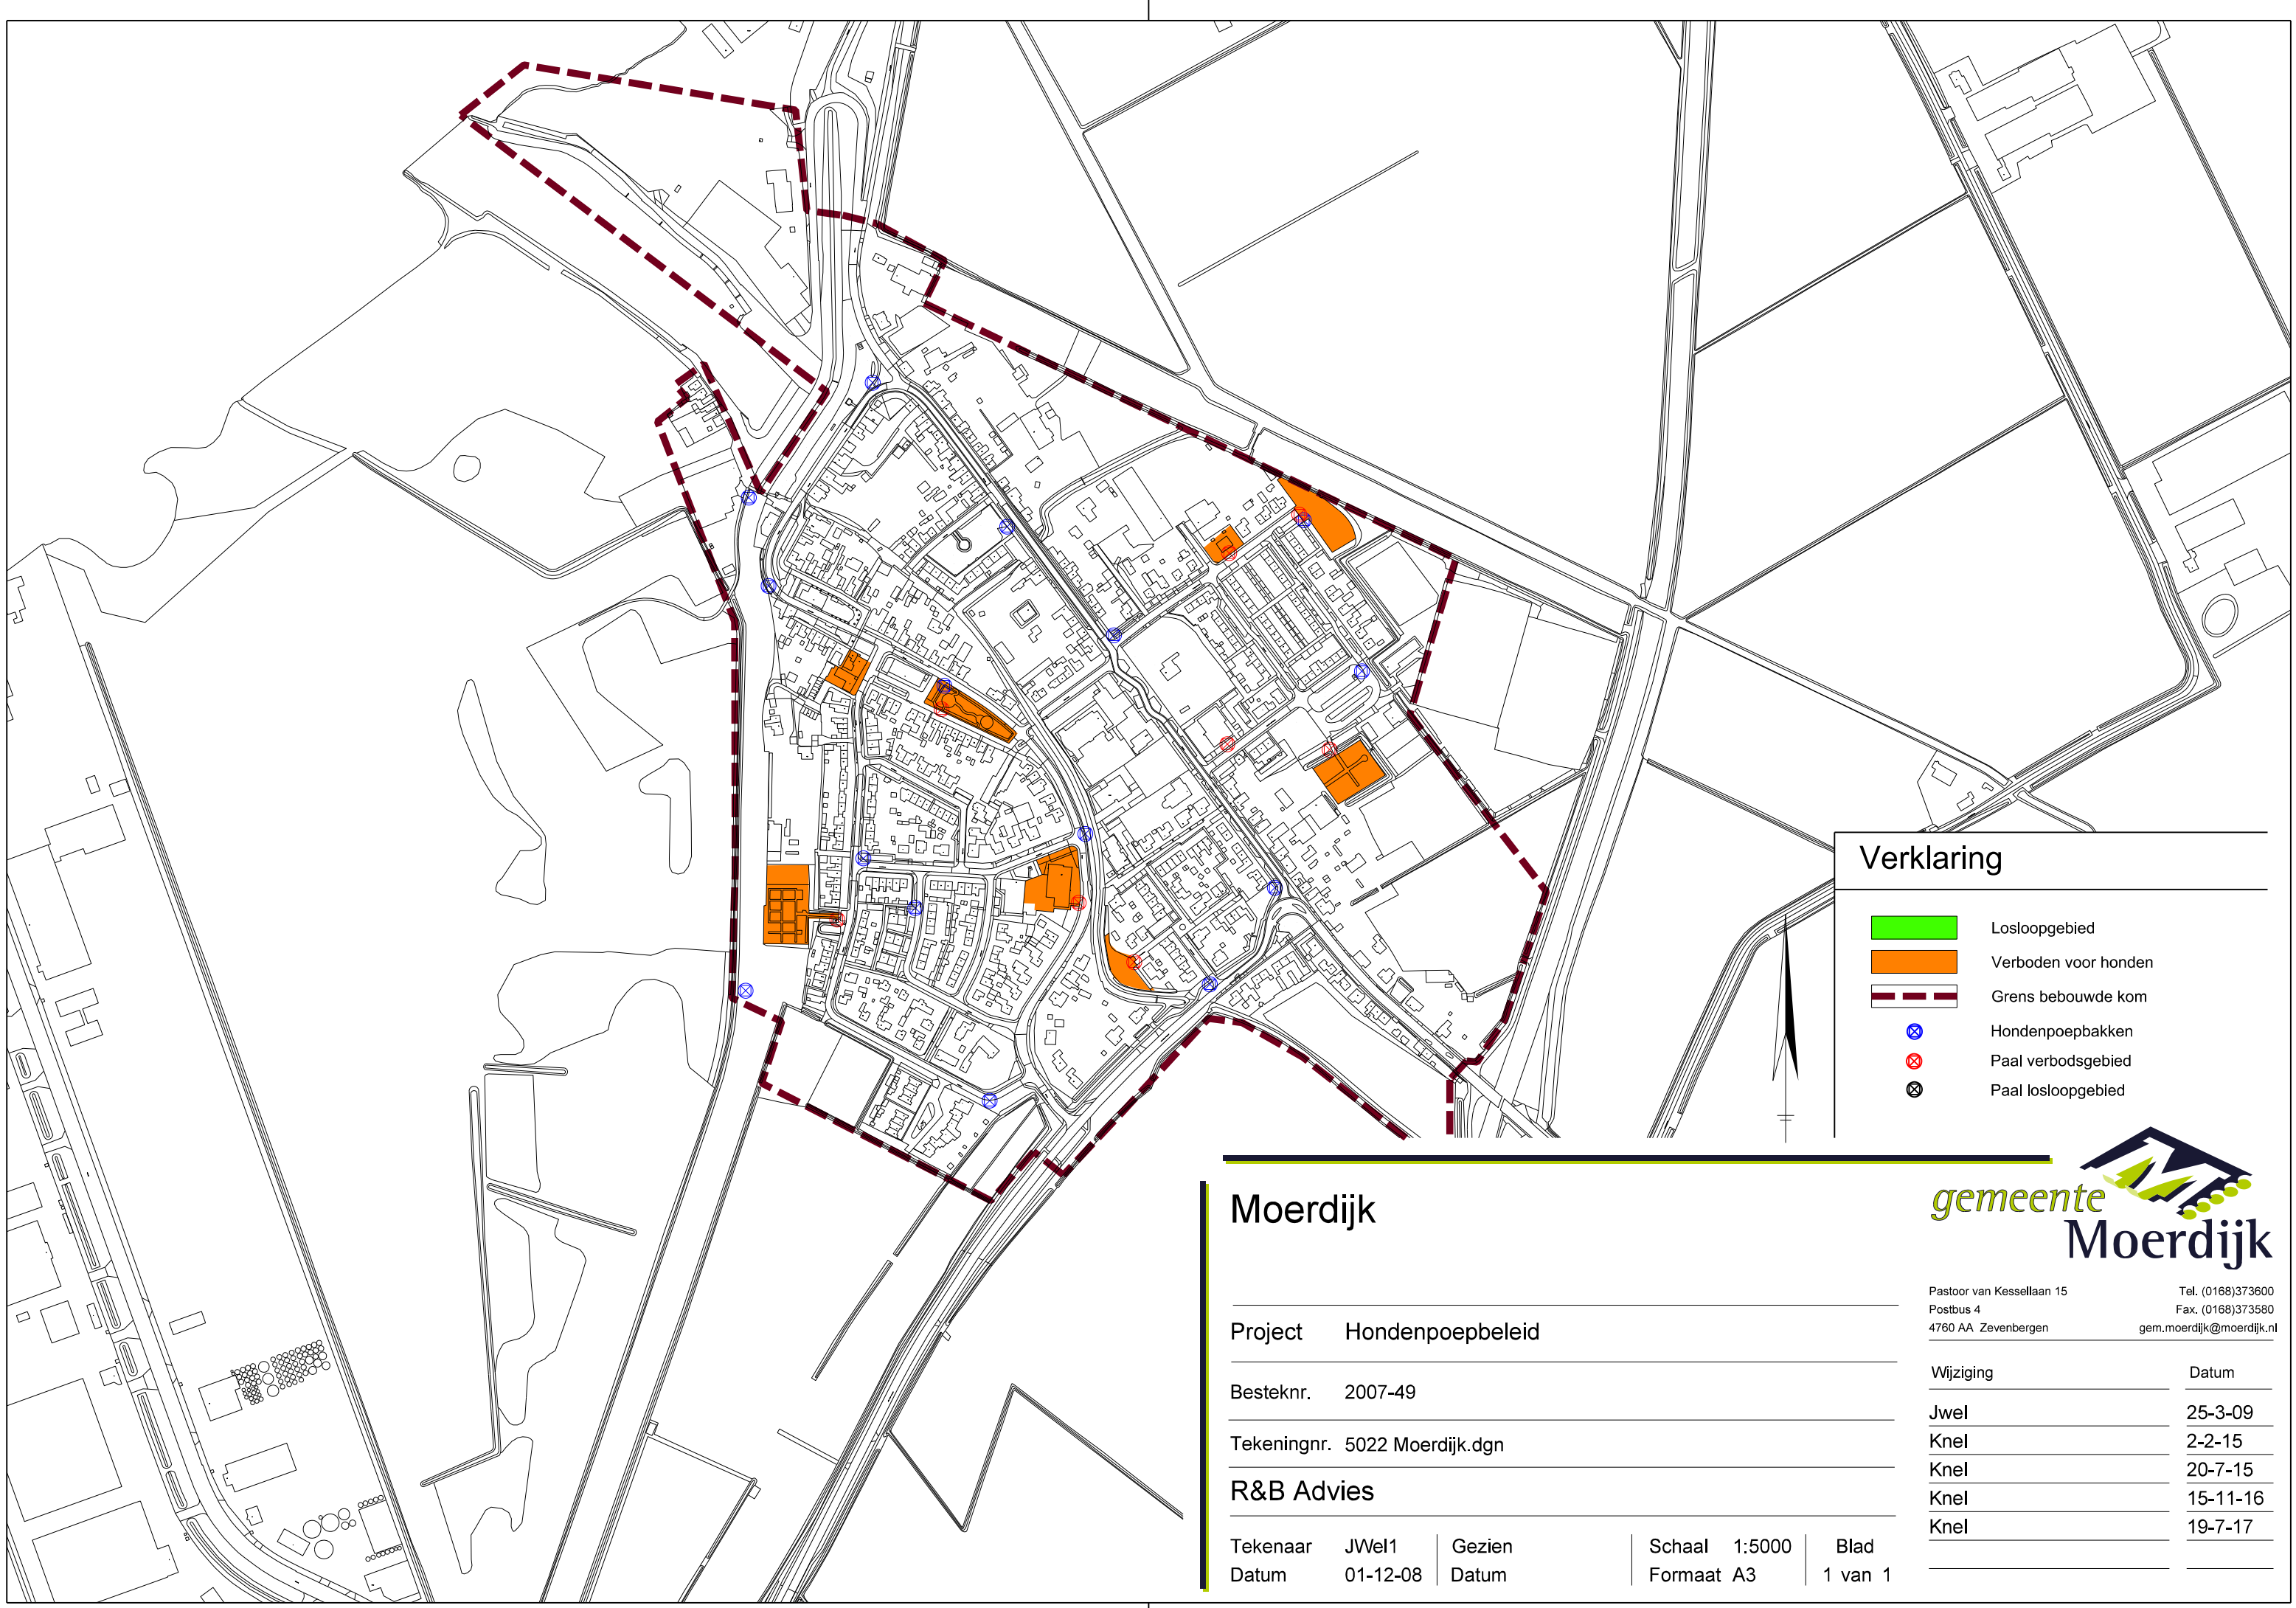 Verklaring
Losloopgebied
Verboden voor honden
Grens bebouwde kom
Hondenpoepbakken
Paal verbodsgebied
Paal losloopgebied
gemeente
Moerdijk
Moerdijk
Project Hondenpoepbeleid
Besteknr. 2007-49
Tekeningnr. 5022 Moerdijk.dgn
R&B Advies
Tekenaar JWel1 Gezien Schaal 1:5000 Blad
Datum 01-12-08 Datum Formaat A3 1 van 1
Pastoor van Kessellaan 15 Tel. (0168)373600
Postbus 4 Fax. (0168)373580
4760 AA Zevenbergen gem.moerdijk@moerdijk.nl
Wijziging Datum
Jwel 25-3-09
Knel 2-2-15
Knel 20-7-15
Knel 15-11-16
Knel 19-7-17